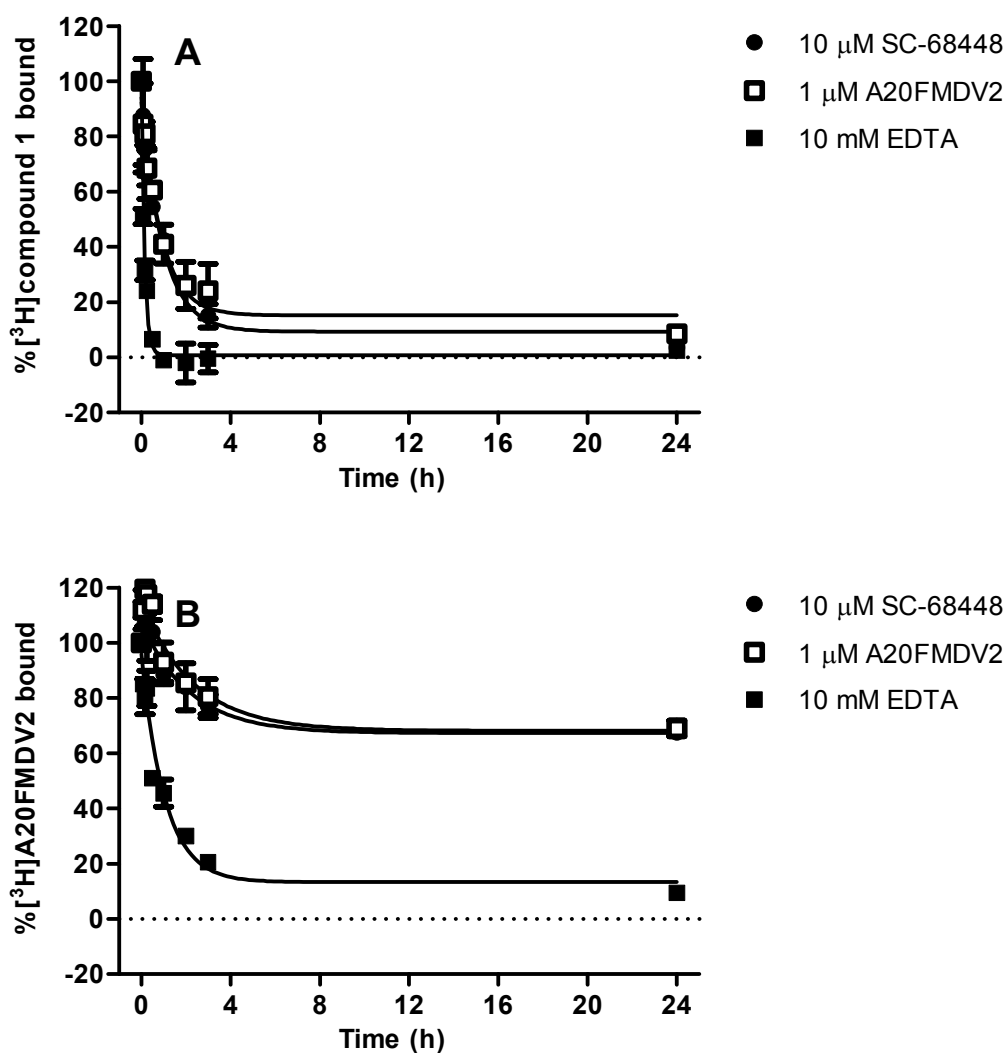 A
%[³H]compound 1 bound
120
100
80
60
40
20
0
-20
0 4 8 12 16 20 24
Time (h)
10 μM SC-68448
1 μM A20FMDV2
10 mM EDTA
B
%[³H]A20FMDV2 bound
120
100
80
60
40
20
0
-20
0 4 8 12 16 20 24
Time (h)
10 μM SC-68448
1 μM A20FMDV2
10 mM EDTA